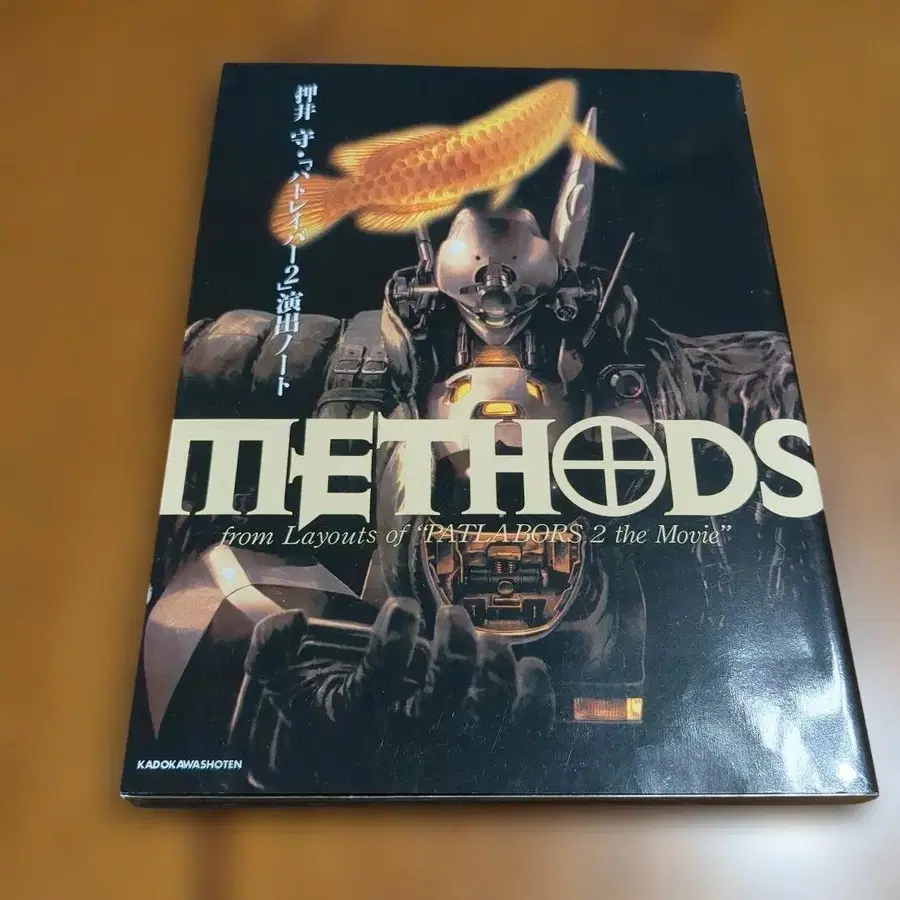 押井 守・「パトレイバー2」演出ノート
METHODS
from Layouts of "PATLABORS 2 the Movie"
KADOKAWASHOTEN